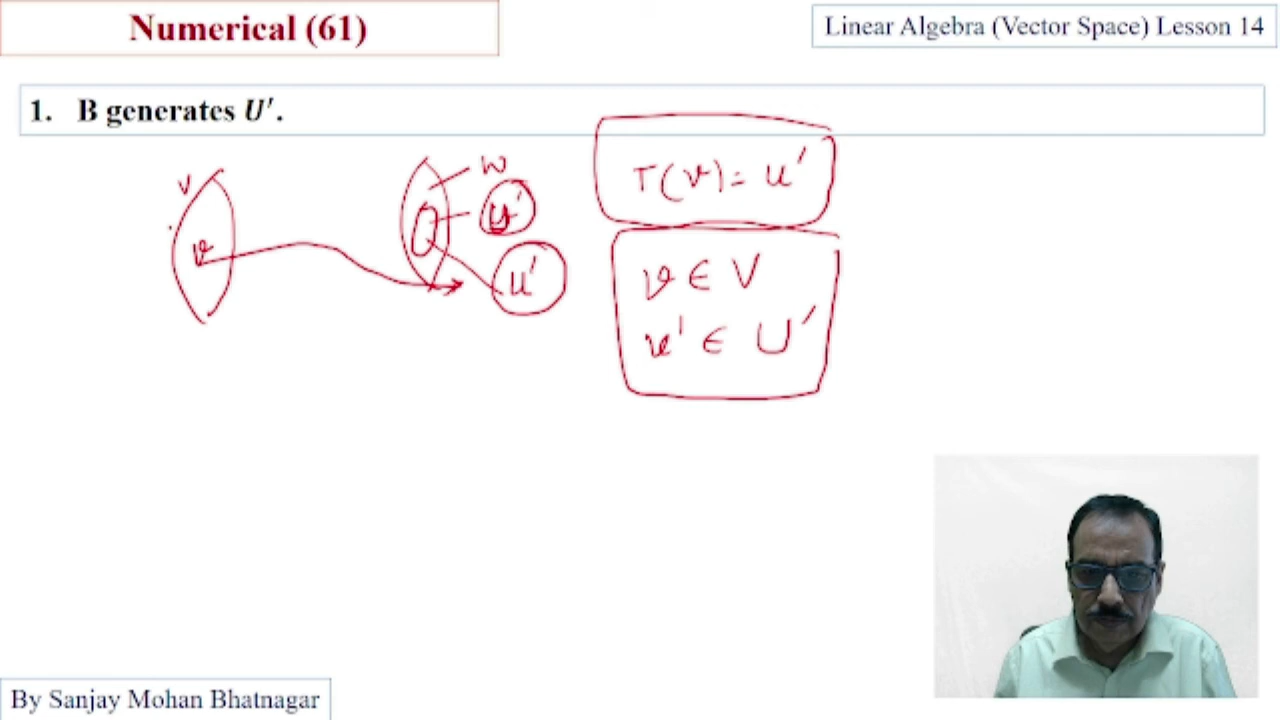 Numerical (61)
Linear Algebra (Vector Space) Lesson 14
1. B generates U′.
V
W
T(v) = u′
U′
v
u′
v ∈ V
u′ ∈ U′
By Sanjay Mohan Bhatnagar